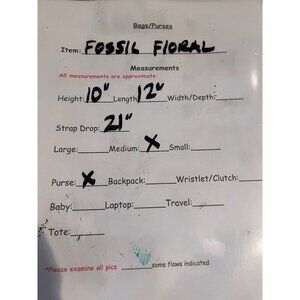 Bags/Purses
Item: FOSSIL FLORAL
Measurements
All measurements are approximate
Height: 10" Length 12" Width/Depth:
Strap Drop: 21"
Large: Medium: X Small:
Purse: X Backpack: Wristlet/Clutch:
Baby: Laptop: Travel:
Tote:
*Please examine all pics some flaws indicated